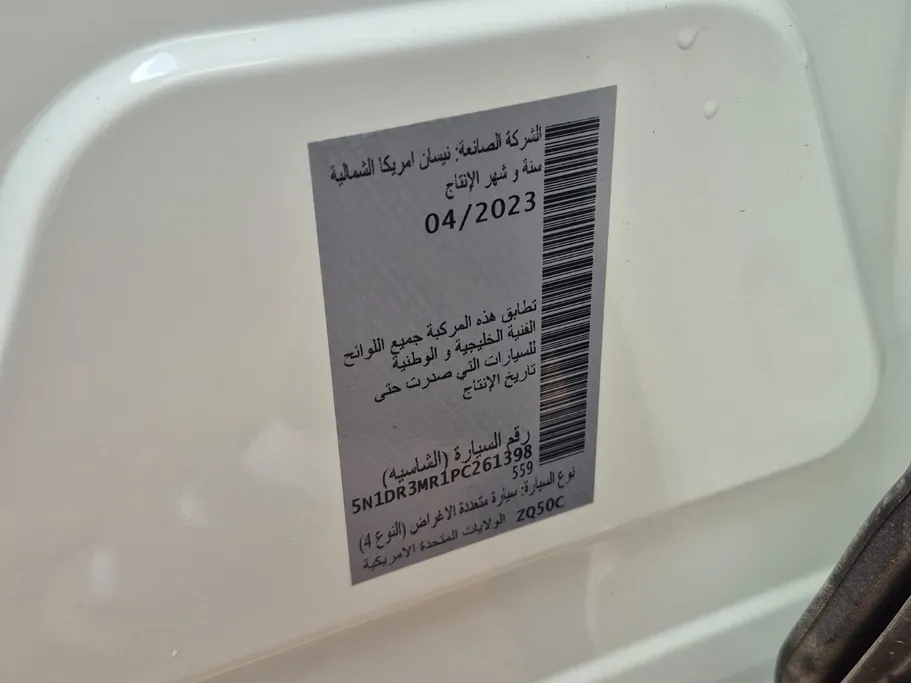 الشركة الصانعة: نيسان امريكا الشمالية
سنة و شهر الإنتاج
04/2023
تطابق هذه المركبة جميع اللوائح
الفنية الخليجية و الوطنية
للسيارات التي صدرت حتى
تاريخ الإنتاج
رقم السيارة (الشاسيه)
5N1DR3MR1PC261398
559
نوع السيارة: سيارة متعددة الاغراض (النوع 4)
ZQ50C الولايات المتحدة الامريكية